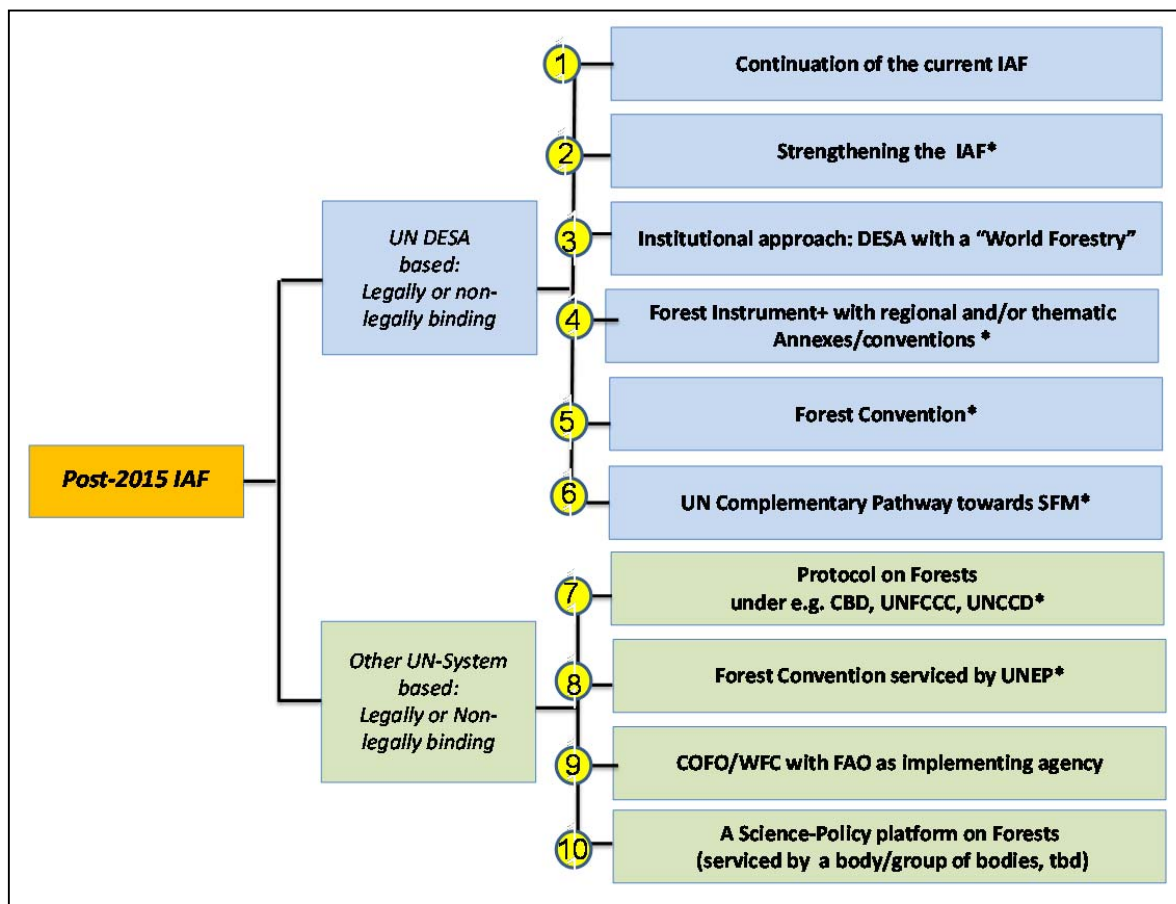 Post-2015 IAF
UN DESA
based:
Legally or non-
legally binding
1
Continuation of the current IAF
2
Strengthening the IAF*
3
Institutional approach: DESA with a “World Forestry”
4
Forest Instrument+ with regional and/or thematic
Annexes/conventions *
5
Forest Convention*
6
UN Complementary Pathway towards SFM*
Other UN-System
based:
Legally or Non-
legally binding
7
Protocol on Forests
under e.g. CBD, UNFCCC, UNCCD*
8
Forest Convention serviced by UNEP*
9
COFO/WFC with FAO as implementing agency
10
A Science-Policy platform on Forests
(serviced by a body/group of bodies, tbd)